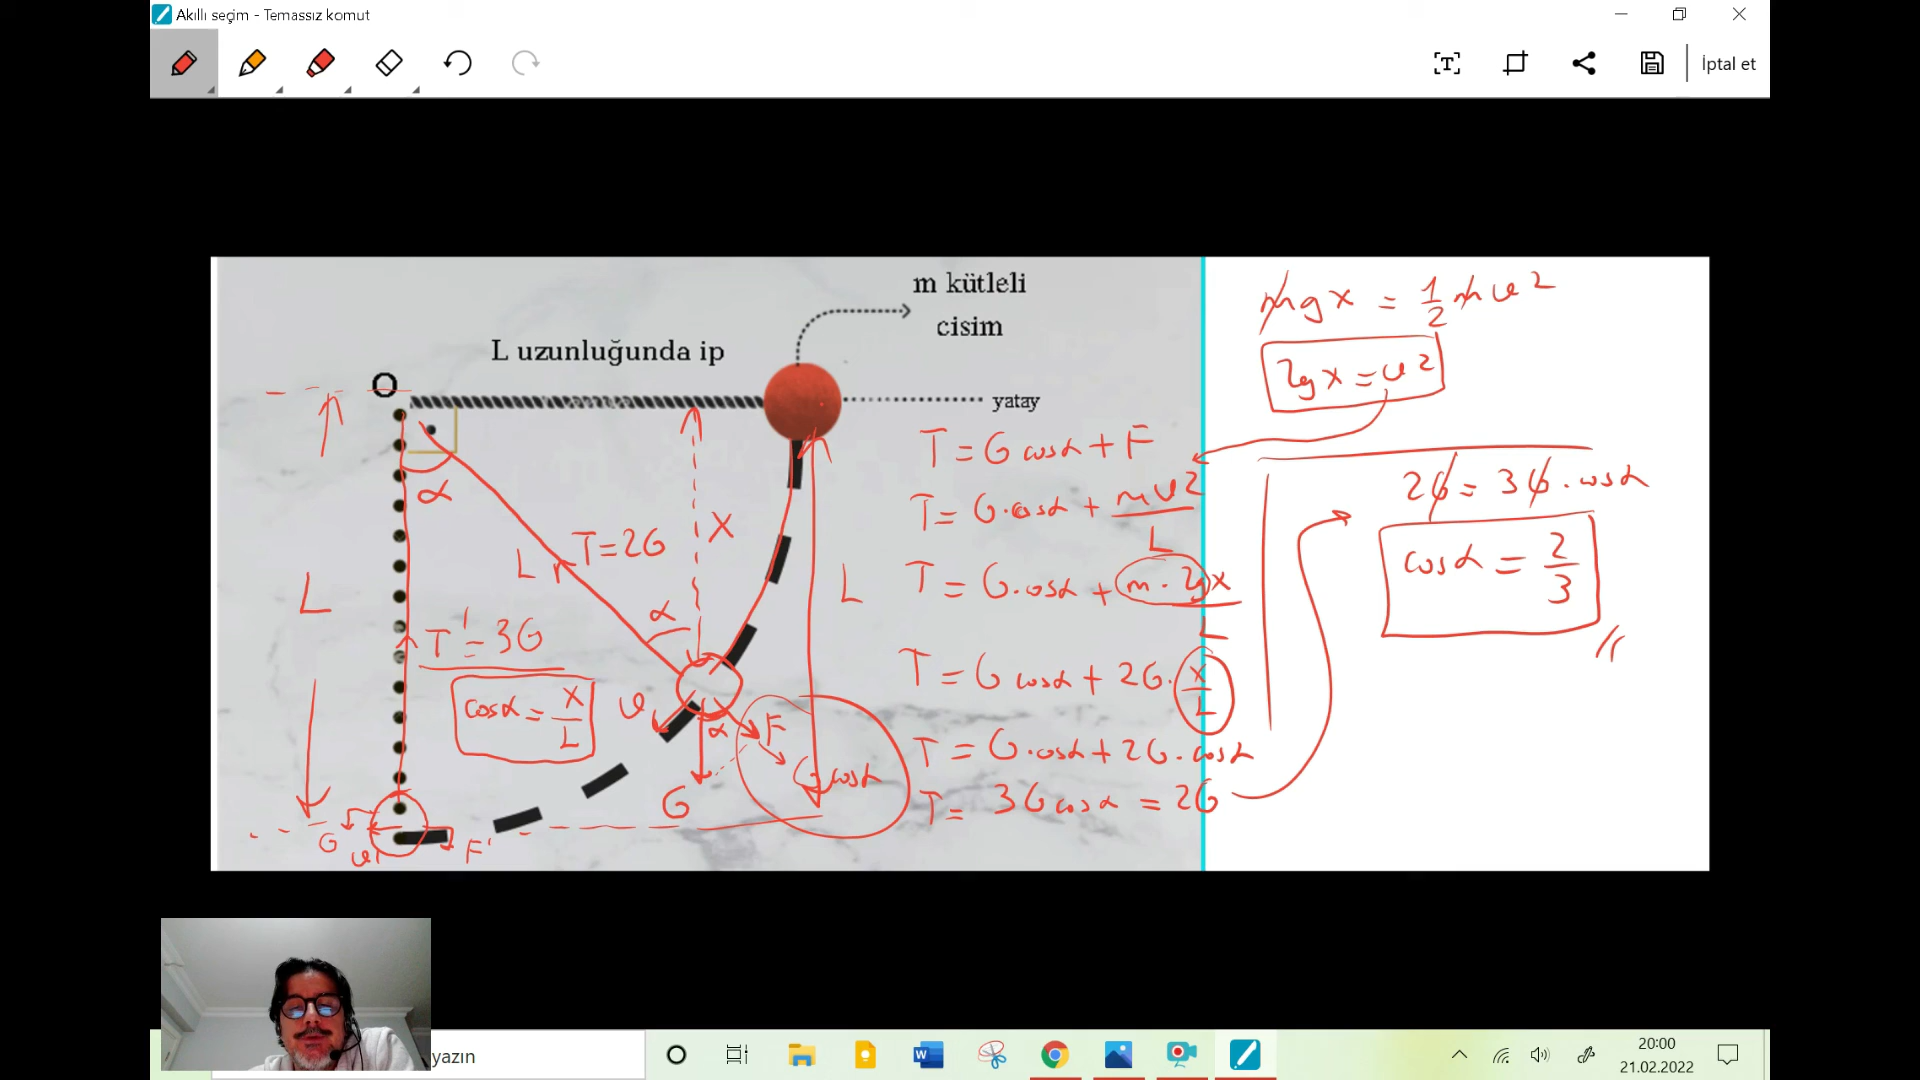 Akıllı seçim - Temassız komut
İptal et
m kütleli
cisim
L uzunluğunda ip
O
yatay
α
L
L
T=2G
X
L
α
T'=3G
cosα = x/L
υ
α
F
G cosα
G
G
υ'
F'
T = G cosα + F
T = G.cosα + mυ²/L
T = G.cosα + m.2gx/L
T = G cosα + 2G.x/L
T = G.cosα + 2G.cosα
T = 3G cosα = 2G
mgx = 1/2 mυ²
2gx = υ²
2G = 3G.cosα
cosα = 2/3
yazın
20:00
21.02.2022